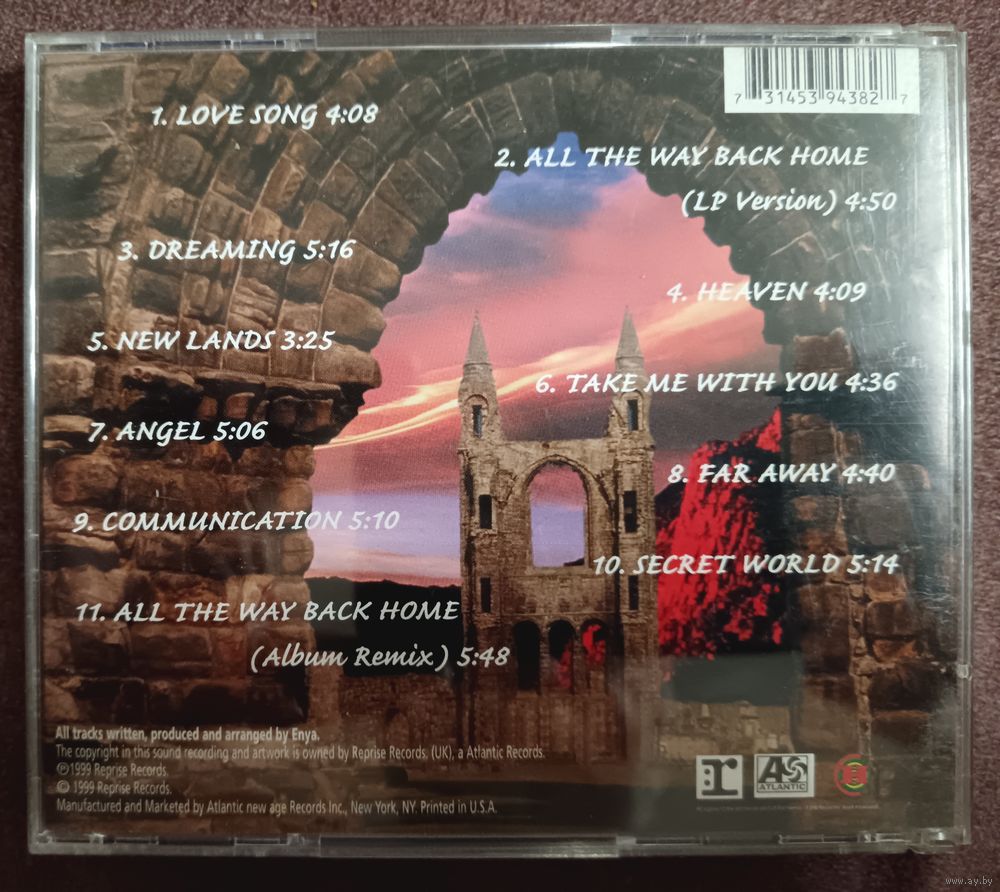 7 31453 94382 7
1. LOVE SONG 4:08
2. ALL THE WAY BACK HOME
(LP Version) 4:50
3. DREAMING 5:16
4. HEAVEN 4:09
5. NEW LANDS 3:25
6. TAKE ME WITH YOU 4:36
7. ANGEL 5:06
8. FAR AWAY 4:40
9. COMMUNICATION 5:10
10. SECRET WORLD 5:14
11. ALL THE WAY BACK HOME
(Album Remix) 5:48
All tracks written, produced and arranged by Enya.
The copyright in this sound recording and artwork is owned by Reprise Records, (UK), a Atlantic Records.
℗1999 Reprise Records.
© 1999 Reprise Records.
Manufactured and Marketed by Atlantic new age Records Inc., New York, NY. Printed in U.S.A.
:r
ATLANTIC
www.ay.by